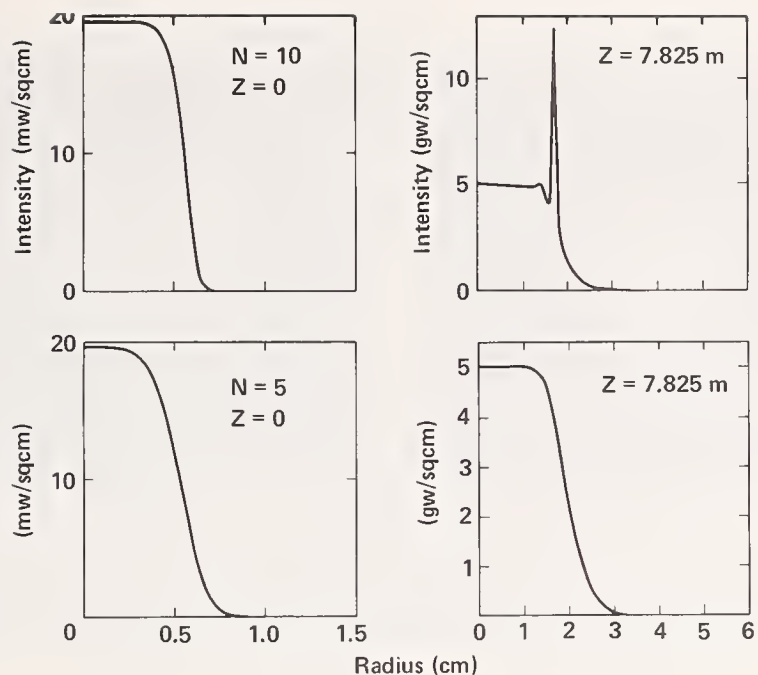 20
10
0
Intensity (mw/sqcm)
N = 10
Z = 0
10
5
0
Intensity (gw/sqcm)
Z = 7.825 m
20
10
0
(mw/sqcm)
N = 5
Z = 0
0.5
1.0
1.5
5
4
3
2
1
(gw/sqcm)
Z = 7.825 m
0
1
2
3
4
5
6
Radius (cm)